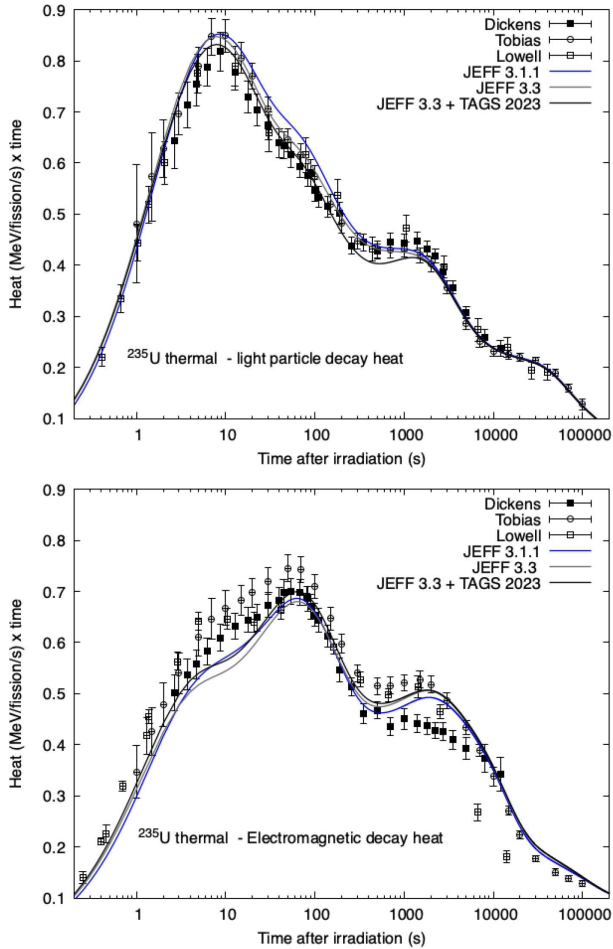 0.9
0.8
0.7
0.6
0.5
0.4
0.3
0.2
0.1
Heat (MeV/fission/s) x time
Dickens
Tobias
Lowell
JEFF 3.1.1
JEFF 3.3
JEFF 3.3 + TAGS 2023
²³⁵U thermal - light particle decay heat
1 10 100 1000 10000 100000
Time after irradiation (s)
0.9
0.8
0.7
0.6
0.5
0.4
0.3
0.2
0.1
Heat (MeV/fission/s) x time
Dickens
Tobias
Lowell
JEFF 3.1.1
JEFF 3.3
JEFF 3.3 + TAGS 2023
²³⁵U thermal - Electromagnetic decay heat
1 10 100 1000 10000 100000
Time after irradiation (s)